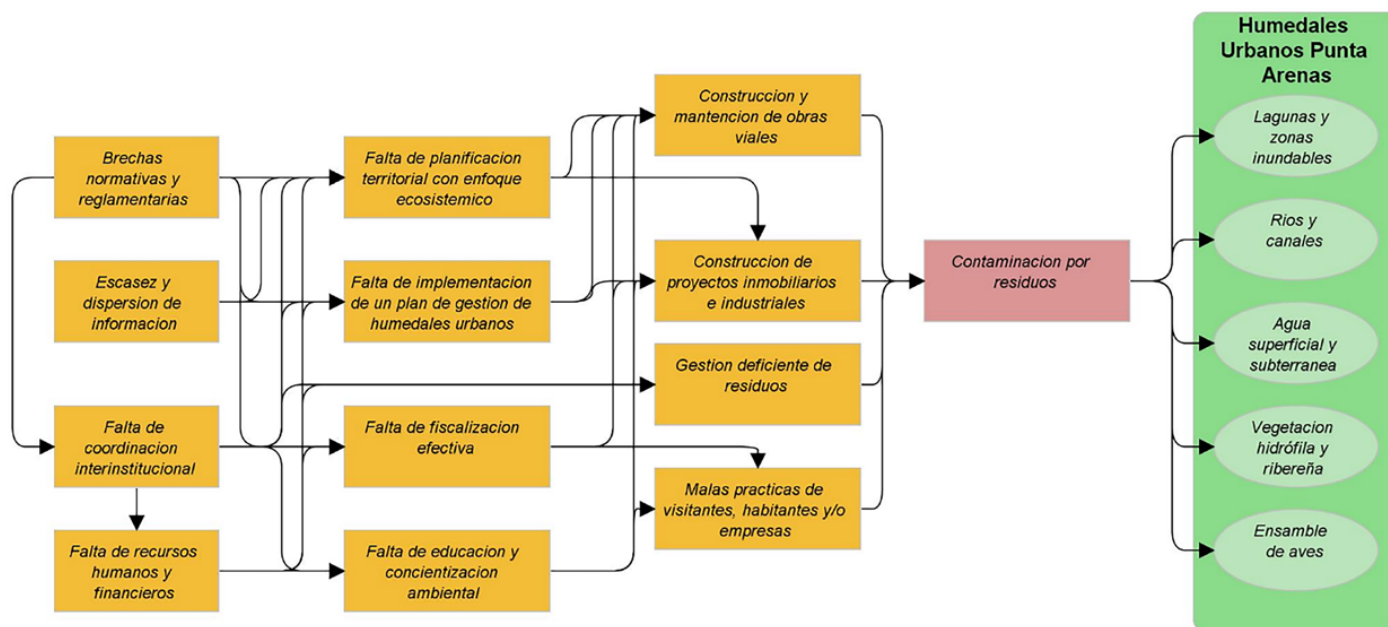 Humedales
Urbanos Punta
Arenas
Brechas
normativas y
reglamentarias
Escasez y
dispersion de
informacion
Falta de
coordinacion
interinstitucional
Falta de recursos
humanos y
financieros
Falta de planificacion
territorial con enfoque
ecosistemico
Falta de implementacion
de un plan de gestion de
humedales urbanos
Falta de fiscalizacion
efectiva
Falta de educacion y
concientizacion
ambiental
Construccion y
mantencion de obras
viales
Construccion de
proyectos inmobiliarios
e industriales
Gestion deficiente de
residuos
Malas practicas de
visitantes, habitantes y/o
empresas
Contaminacion por
residuos
Lagunas y
zonas
inundables
Rios y
canales
Agua
superficial y
subterranea
Vegetacion
hidrófila y
ribereña
Ensamble
de aves